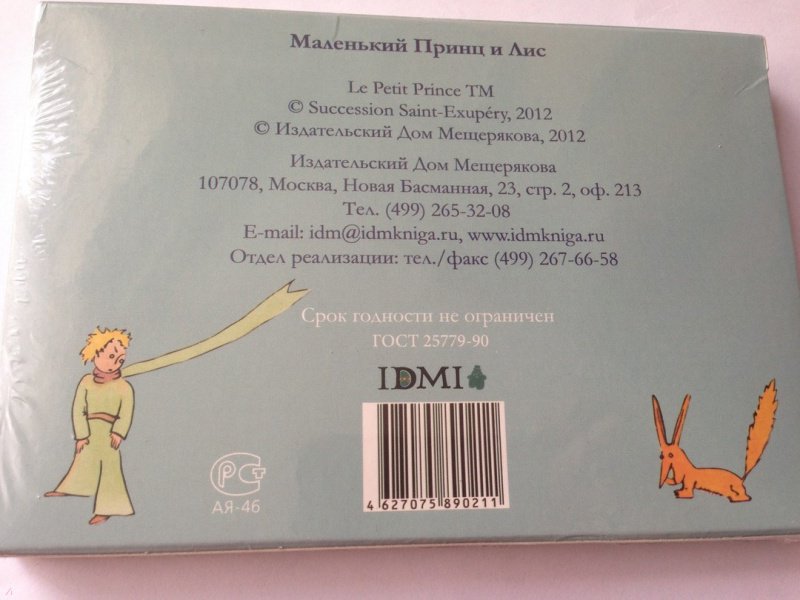 Маленький Принц и Лис
Le Petit Prince TM
© Succession Saint-Exupéry, 2012
© Издательский Дом Мещерякова, 2012
Издательский Дом Мещерякова
107078, Москва, Новая Басманная, 23, стр. 2, оф. 213
Тел. (499) 265-32-08
E-mail: idm@idmkniga.ru, www.idmkniga.ru
Отдел реализации: тел./факс (499) 267-66-58
Срок годности не ограничен
ГОСТ 25779-90
IDMI
РСТ
АЯ-46
4 627075 890211